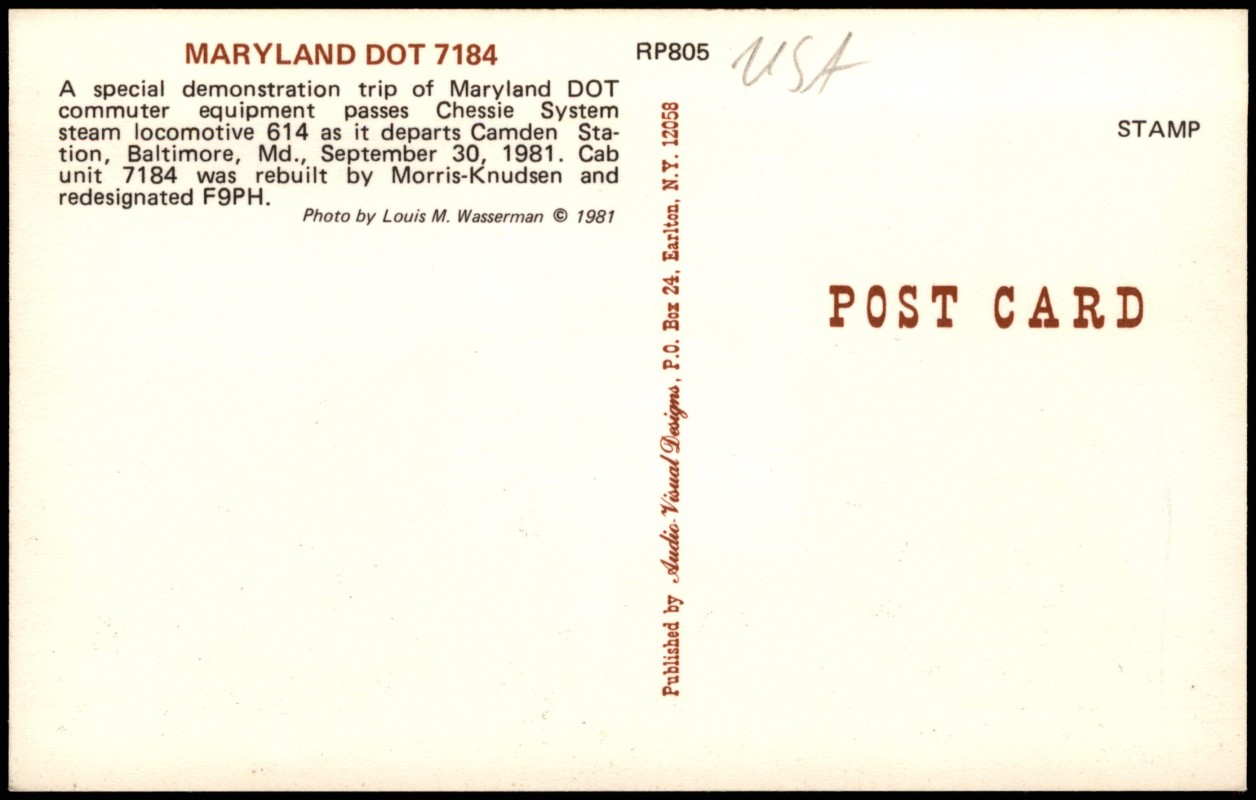 MARYLAND DOT 7184
A special demonstration trip of Maryland DOT
commuter equipment passes Chessie System
steam locomotive 614 as it departs Camden Sta-
tion, Baltimore, Md., September 30, 1981. Cab
unit 7184 was rebuilt by Morris-Knudsen and
redesignated F9PH.
Photo by Louis M. Wasserman © 1981
RP805
USA
Published by Audio-Visual Designs, P.O. Box 24, Earlton, N.Y. 12058
STAMP
POST CARD